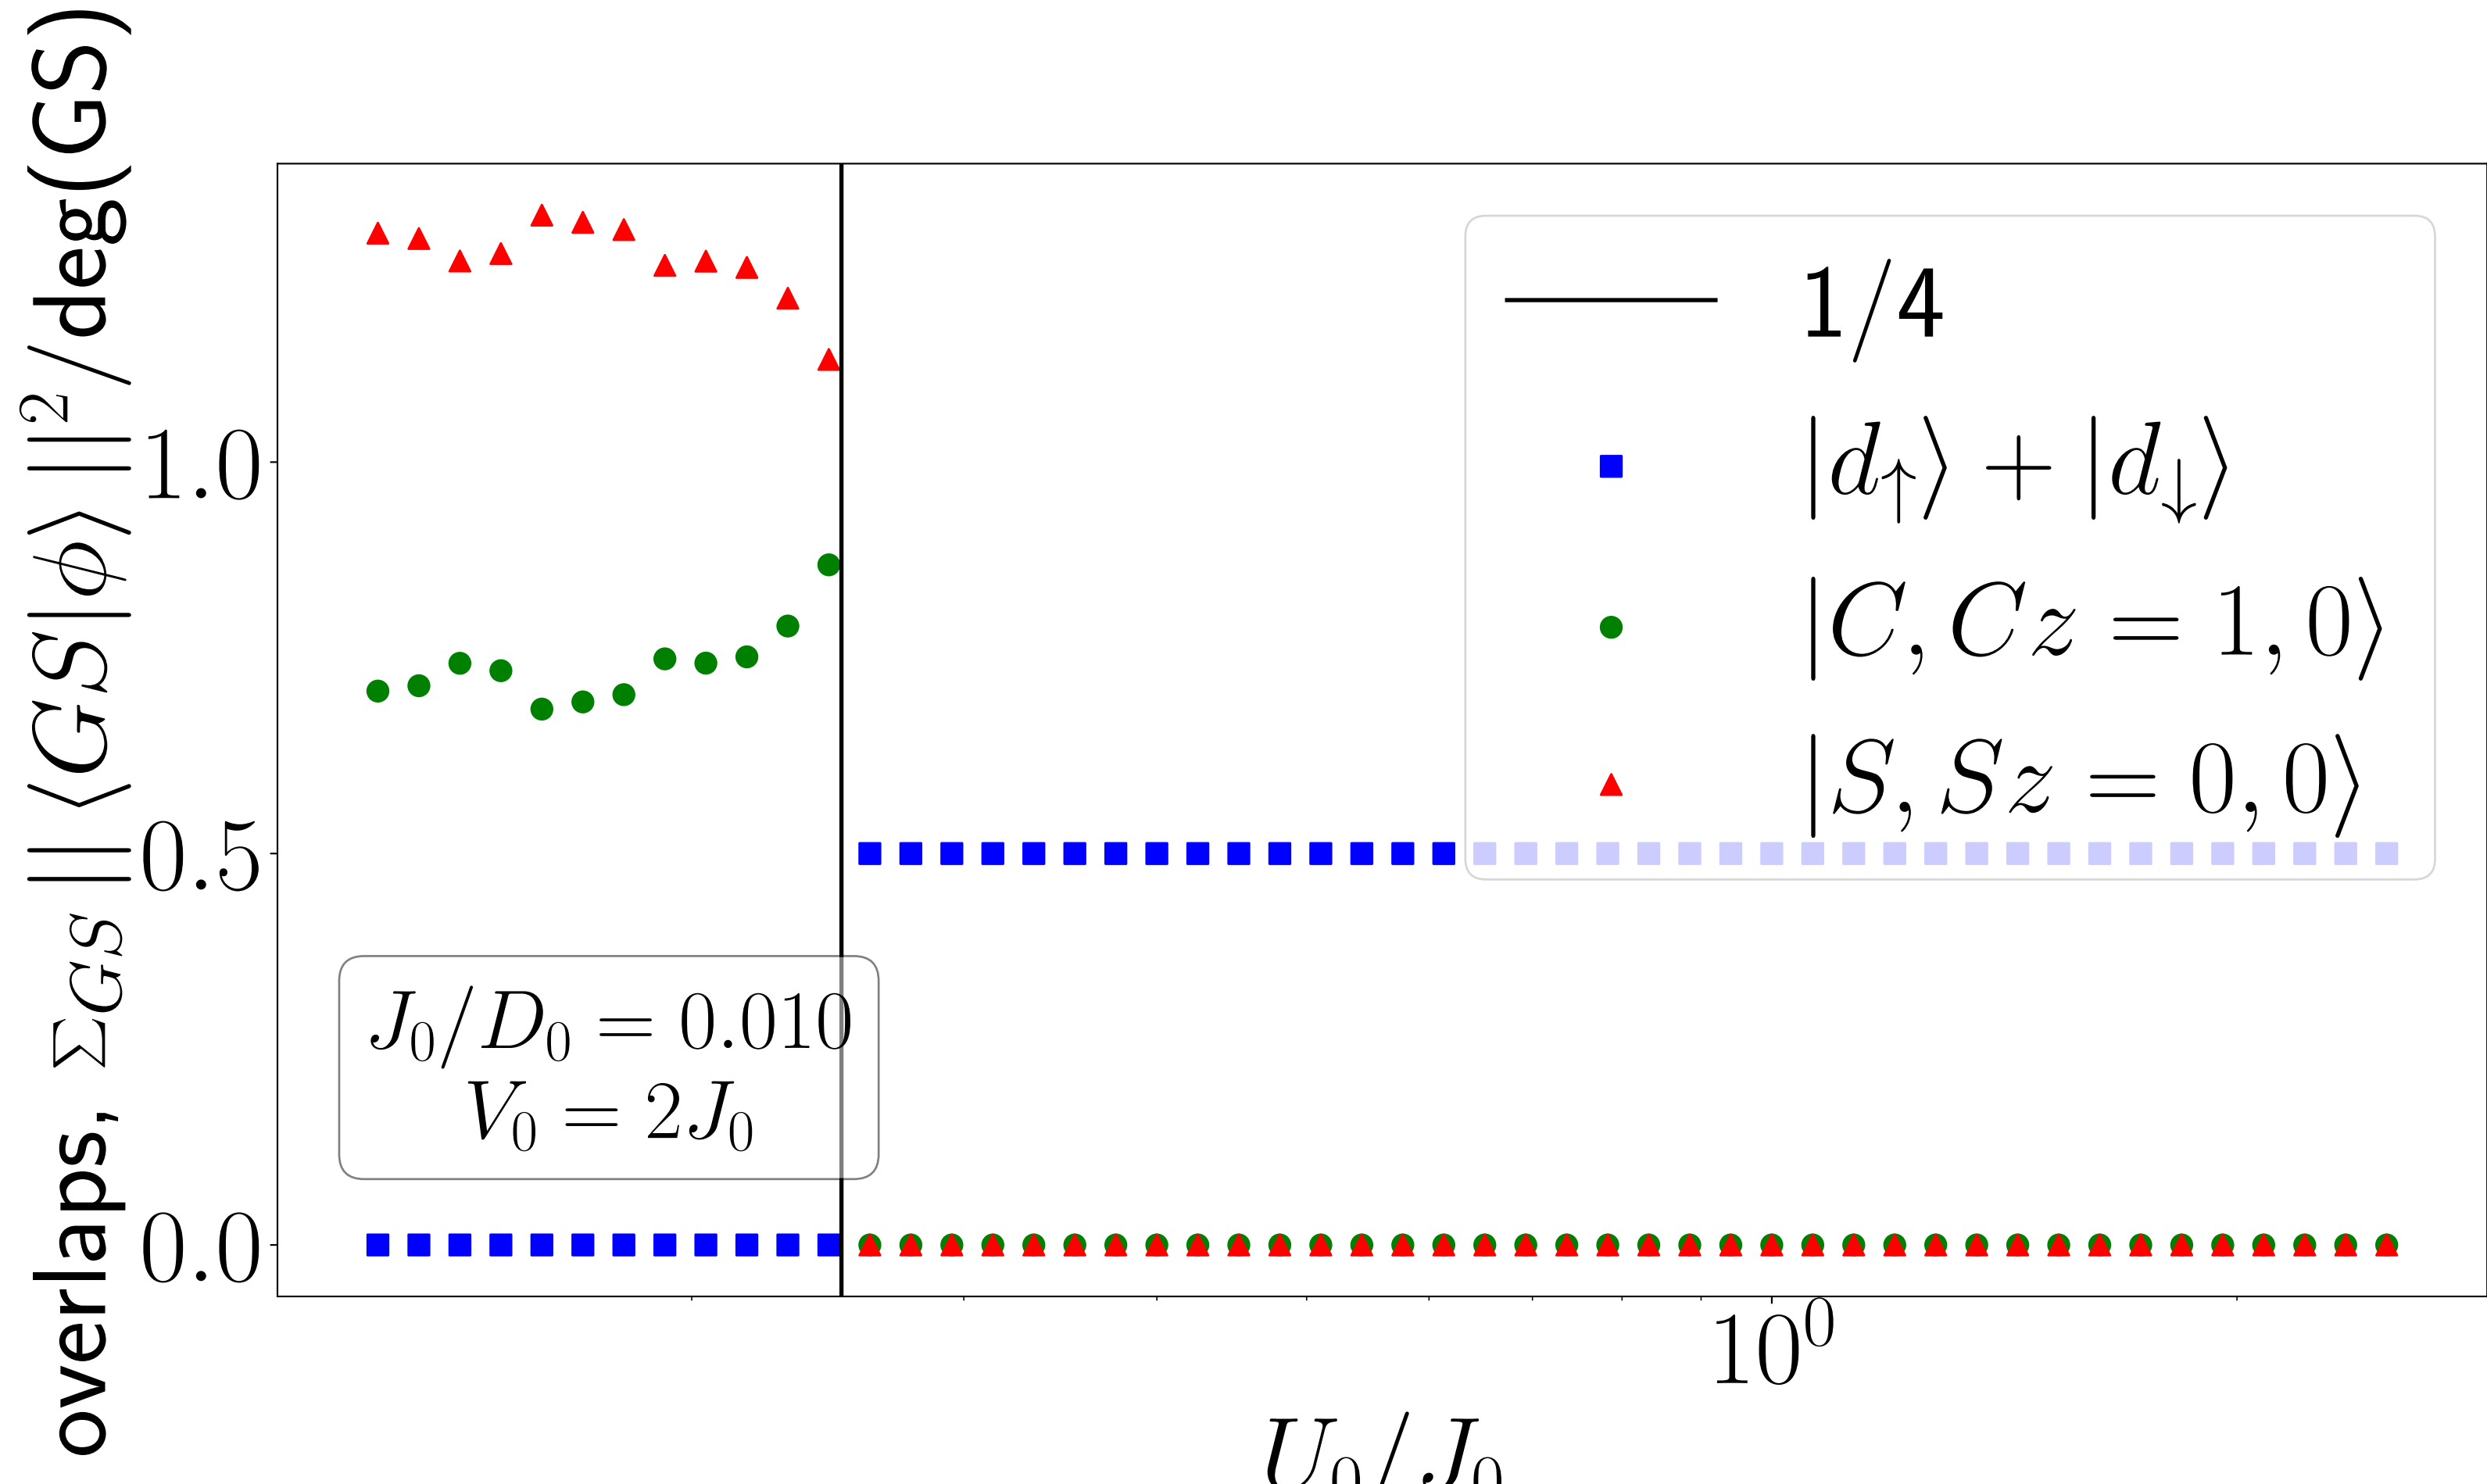 overlaps, Σ_GS || ⟨GS|ϕ⟩ ||²/deg(GS)
1.0
0.5
0.0
1/4
|d↑⟩ + |d↓⟩
|C, Cz = 1, 0⟩
|S, Sz = 0, 0⟩
J₀/D₀ = 0.010
V₀ = 2J₀
10⁰
U₀/J₀